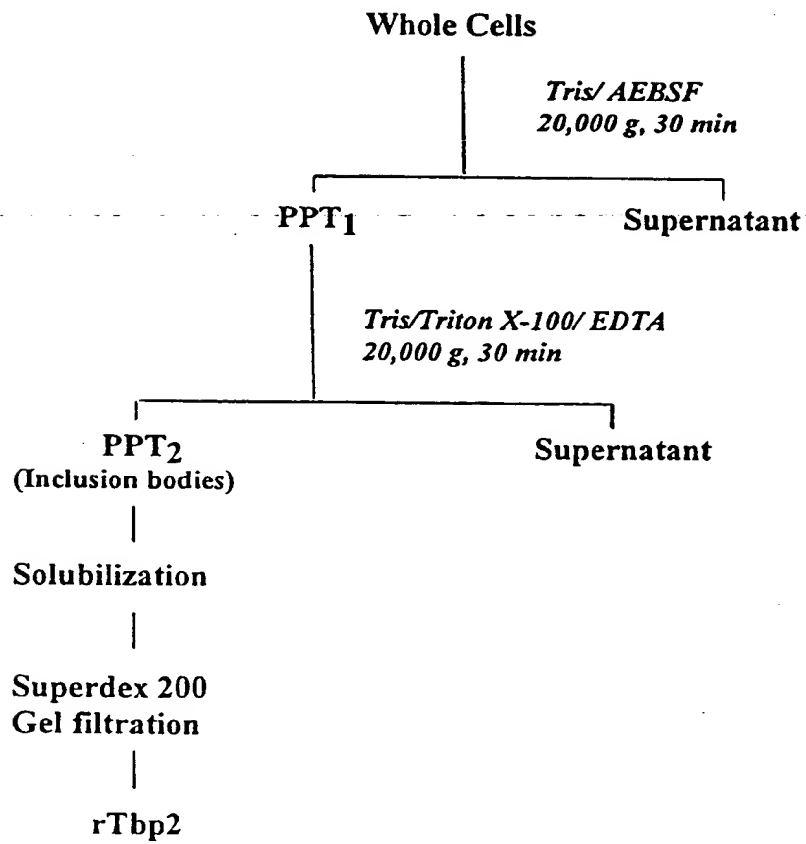 Whole Cells
Tris/ AEBSF
20,000 g, 30 min
PPT1
Supernatant
Tris/Triton X-100/ EDTA
20,000 g, 30 min
PPT2
(Inclusion bodies)
Supernatant
Solubilization
Superdex 200
Gel filtration
rTbp2